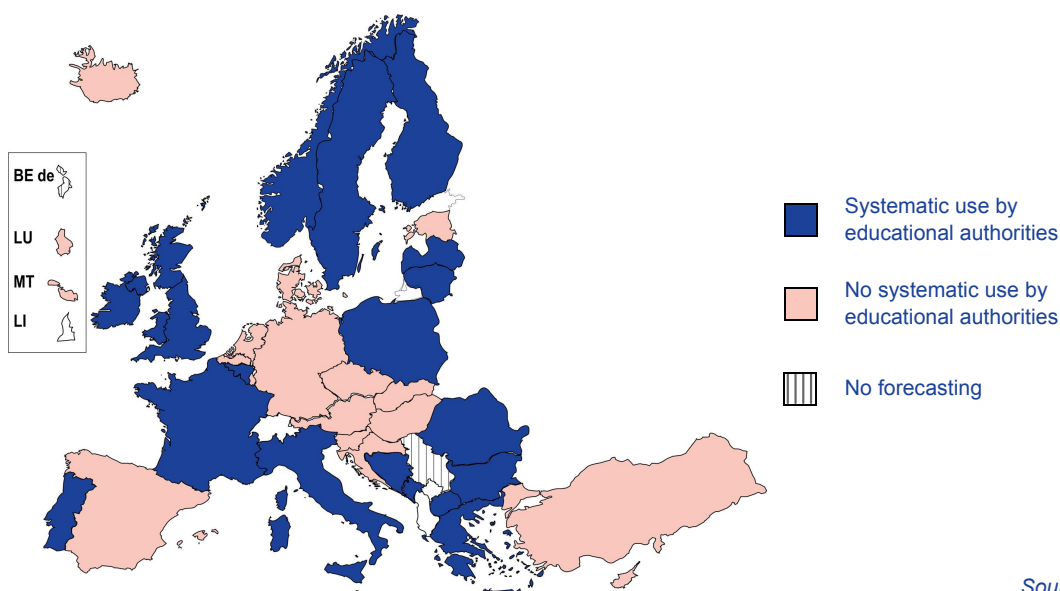 BE de
LU
MT
LI
Systematic use by
educational authorities
No systematic use by
educational authorities
No forecasting